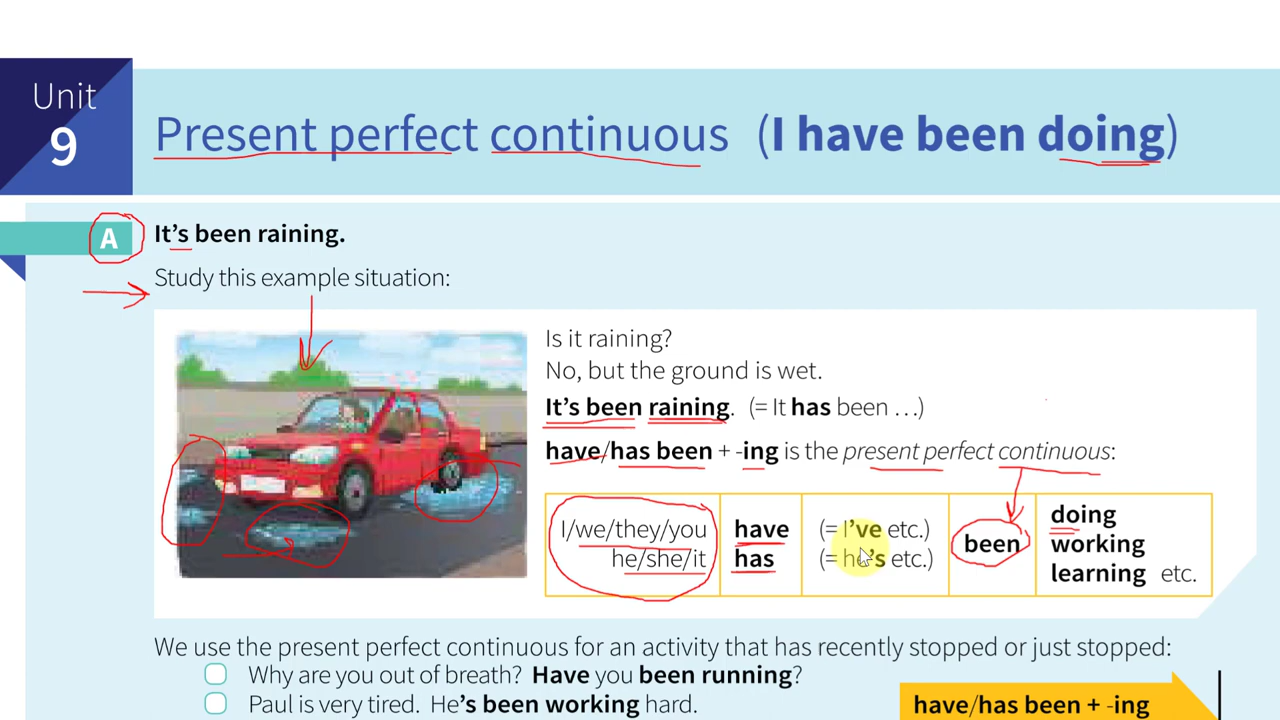 Unit
9
Present perfect continuous (I have been doing)
A
It's been raining.
Study this example situation:
Is it raining?
No, but the ground is wet.
It's been raining. (= It has been …)
have/has been + -ing is the present perfect continuous:
I/we/they/you have (= I've etc.) been doing
he/she/it has (= he's etc.) working
learning etc.
We use the present perfect continuous for an activity that has recently stopped or just stopped:
Why are you out of breath? Have you been running?
Paul is very tired. He's been working hard.
have/has been + -ing